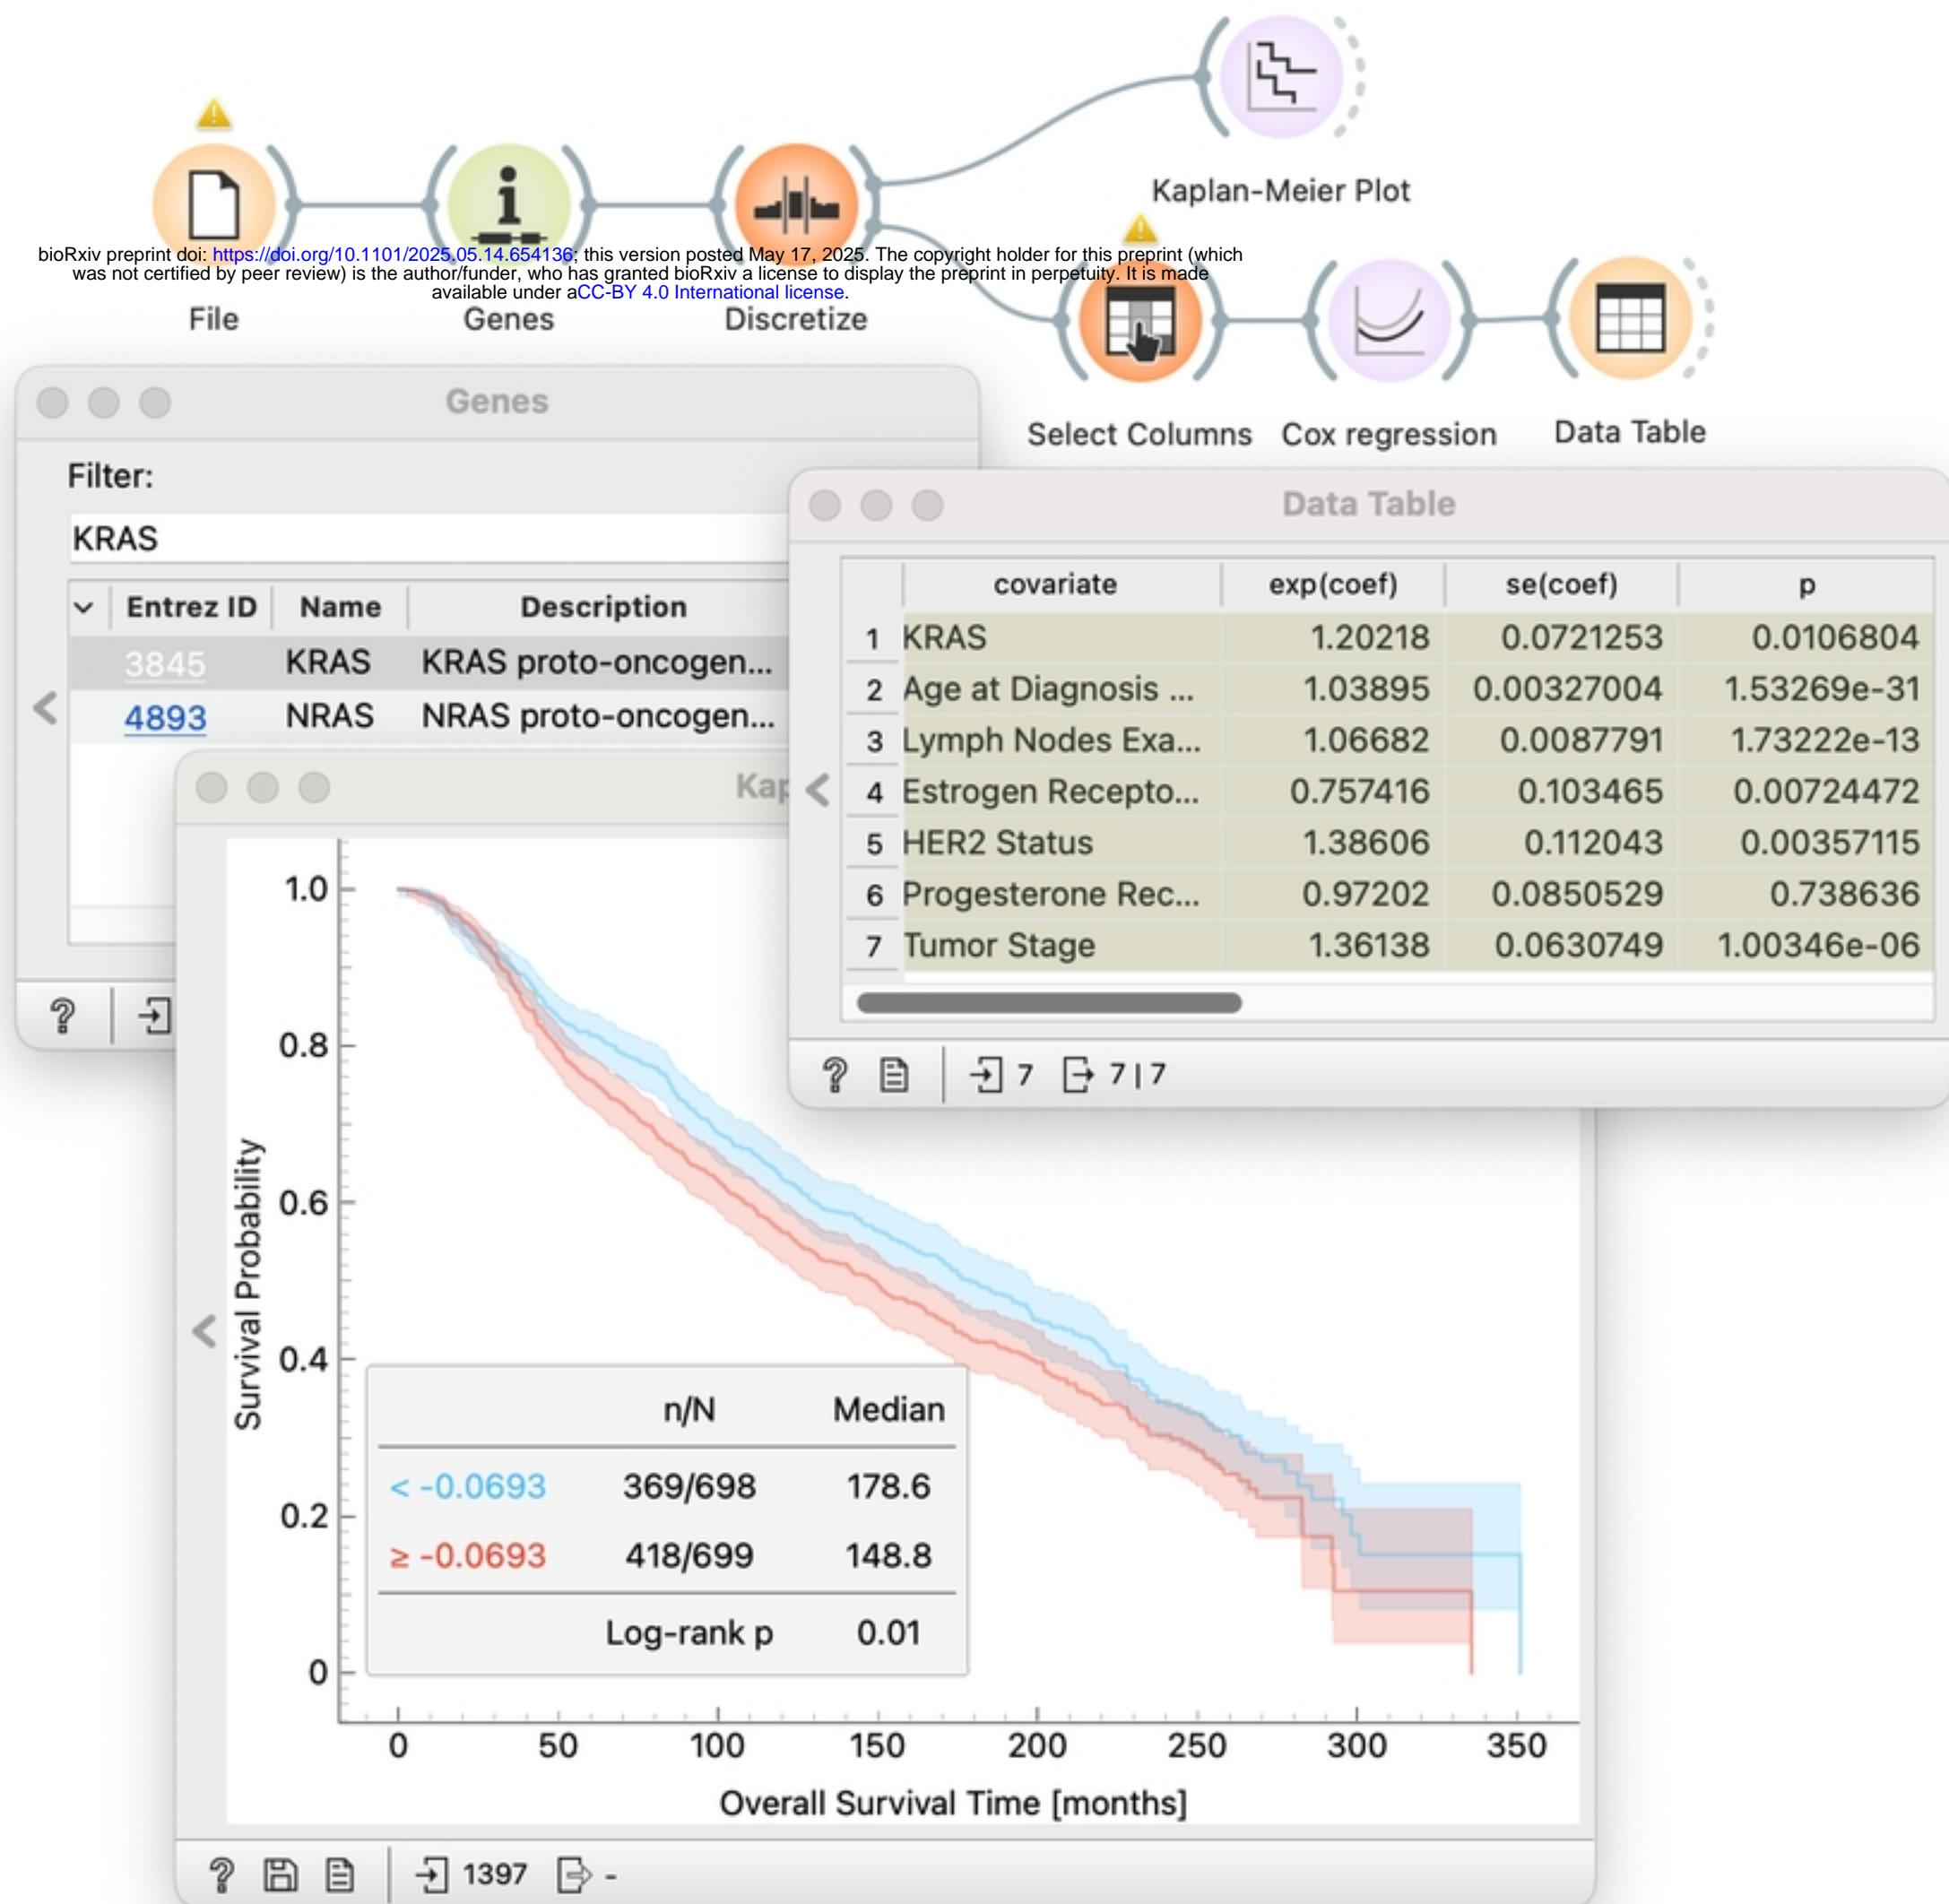 Kaplan-Meier Plot
bioRxiv preprint doi: https://doi.org/10.1101/2025.05.14.654136; this version posted May 17, 2025. The copyright holder for this preprint (which
was not certified by peer review) is the author/funder, who has granted bioRxiv a license to display the preprint in perpetuity. It is made
available under aCC-BY 4.0 International license.
File Genes Discretize
Select Columns Cox regression Data Table
Genes
Filter:
KRAS
Entrez ID Name Description
3845 KRAS KRAS proto-oncogen...
4893 NRAS NRAS proto-oncogen...
Data Table
covariate exp(coef) se(coef) p
1 KRAS 1.20218 0.0721253 0.0106804
2 Age at Diagnosis ... 1.03895 0.00327004 1.53269e-31
3 Lymph Nodes Exa... 1.06682 0.0087791 1.73222e-13
4 Estrogen Recepto... 0.757416 0.103465 0.00724472
5 HER2 Status 1.38606 0.112043 0.00357115
6 Progesterone Rec... 0.97202 0.0850529 0.738636
7 Tumor Stage 1.36138 0.0630749 1.00346e-06
? 7 7 | 7
?
Kap
Survival Probability
1.0
0.8
0.6
0.4
0.2
0
n/N Median
< -0.0693 369/698 178.6
≥ -0.0693 418/699 148.8
Log-rank p 0.01
0 50 100 150 200 250 300 350
Overall Survival Time [months]
? 1397 -